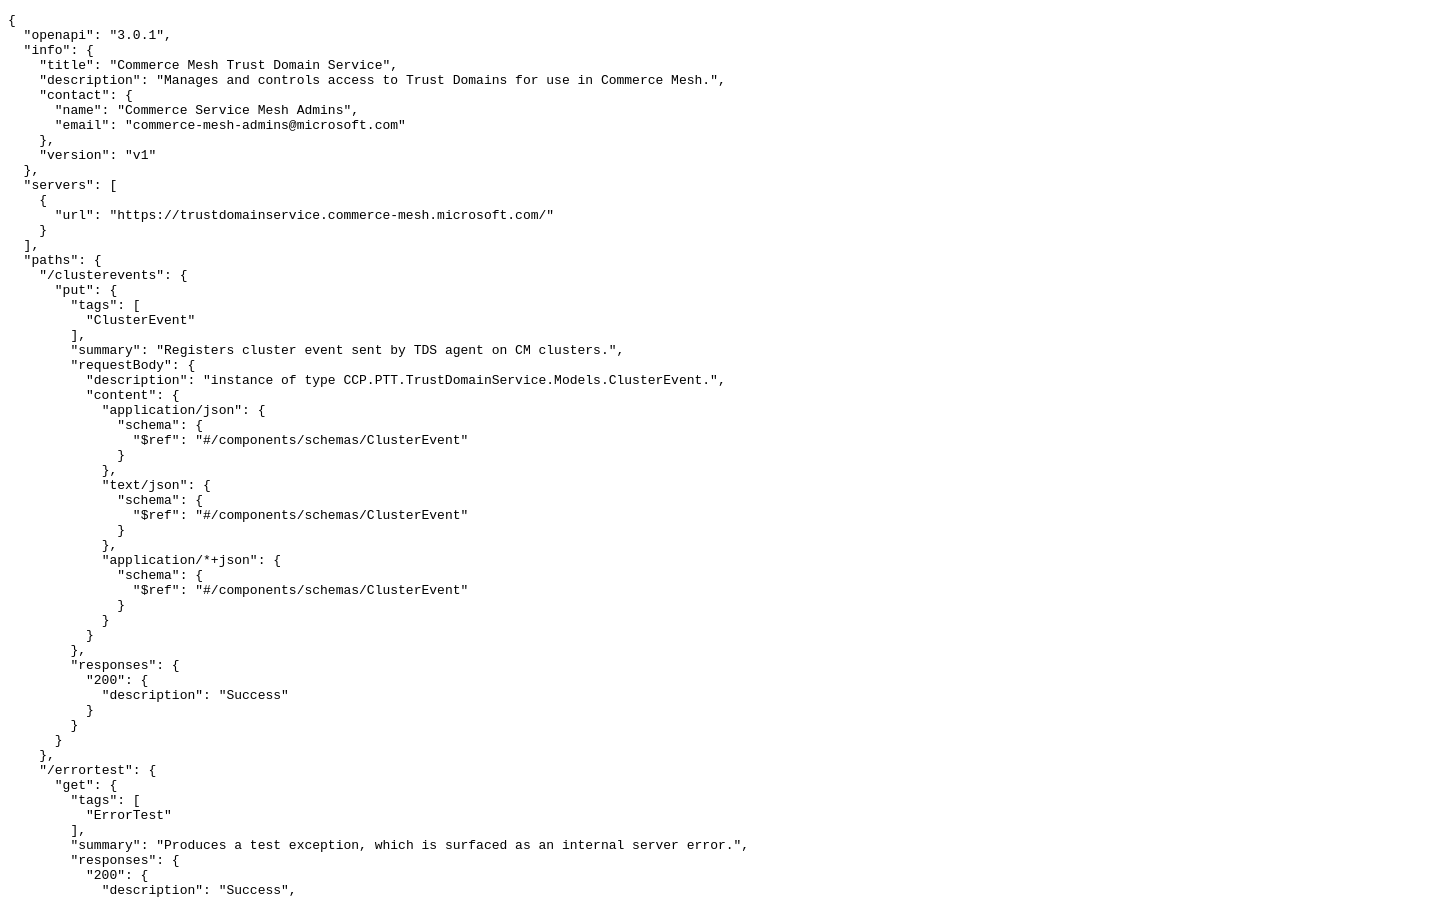 {
  "openapi": "3.0.1",
  "info": {
    "title": "Commerce Mesh Trust Domain Service",
    "description": "Manages and controls access to Trust Domains for use in Commerce Mesh.",
    "contact": {
      "name": "Commerce Service Mesh Admins",
      "email": "commerce-mesh-admins@microsoft.com"
    },
    "version": "v1"
  },
  "servers": [
    {
      "url": "https://trustdomainservice.commerce-mesh.microsoft.com/"
    }
  ],
  "paths": {
    "/clusterevents": {
      "put": {
        "tags": [
          "ClusterEvent"
        ],
        "summary": "Registers cluster event sent by TDS agent on CM clusters.",
        "requestBody": {
          "description": "instance of type CCP.PTT.TrustDomainService.Models.ClusterEvent.",
          "content": {
            "application/json": {
              "schema": {
                "$ref": "#/components/schemas/ClusterEvent"
              }
            },
            "text/json": {
              "schema": {
                "$ref": "#/components/schemas/ClusterEvent"
              }
            },
            "application/*+json": {
              "schema": {
                "$ref": "#/components/schemas/ClusterEvent"
              }
            }
          }
        },
        "responses": {
          "200": {
            "description": "Success"
          }
        }
      }
    },
    "/errortest": {
      "get": {
        "tags": [
          "ErrorTest"
        ],
        "summary": "Produces a test exception, which is surfaced as an internal server error.",
        "responses": {
          "200": {
            "description": "Success",